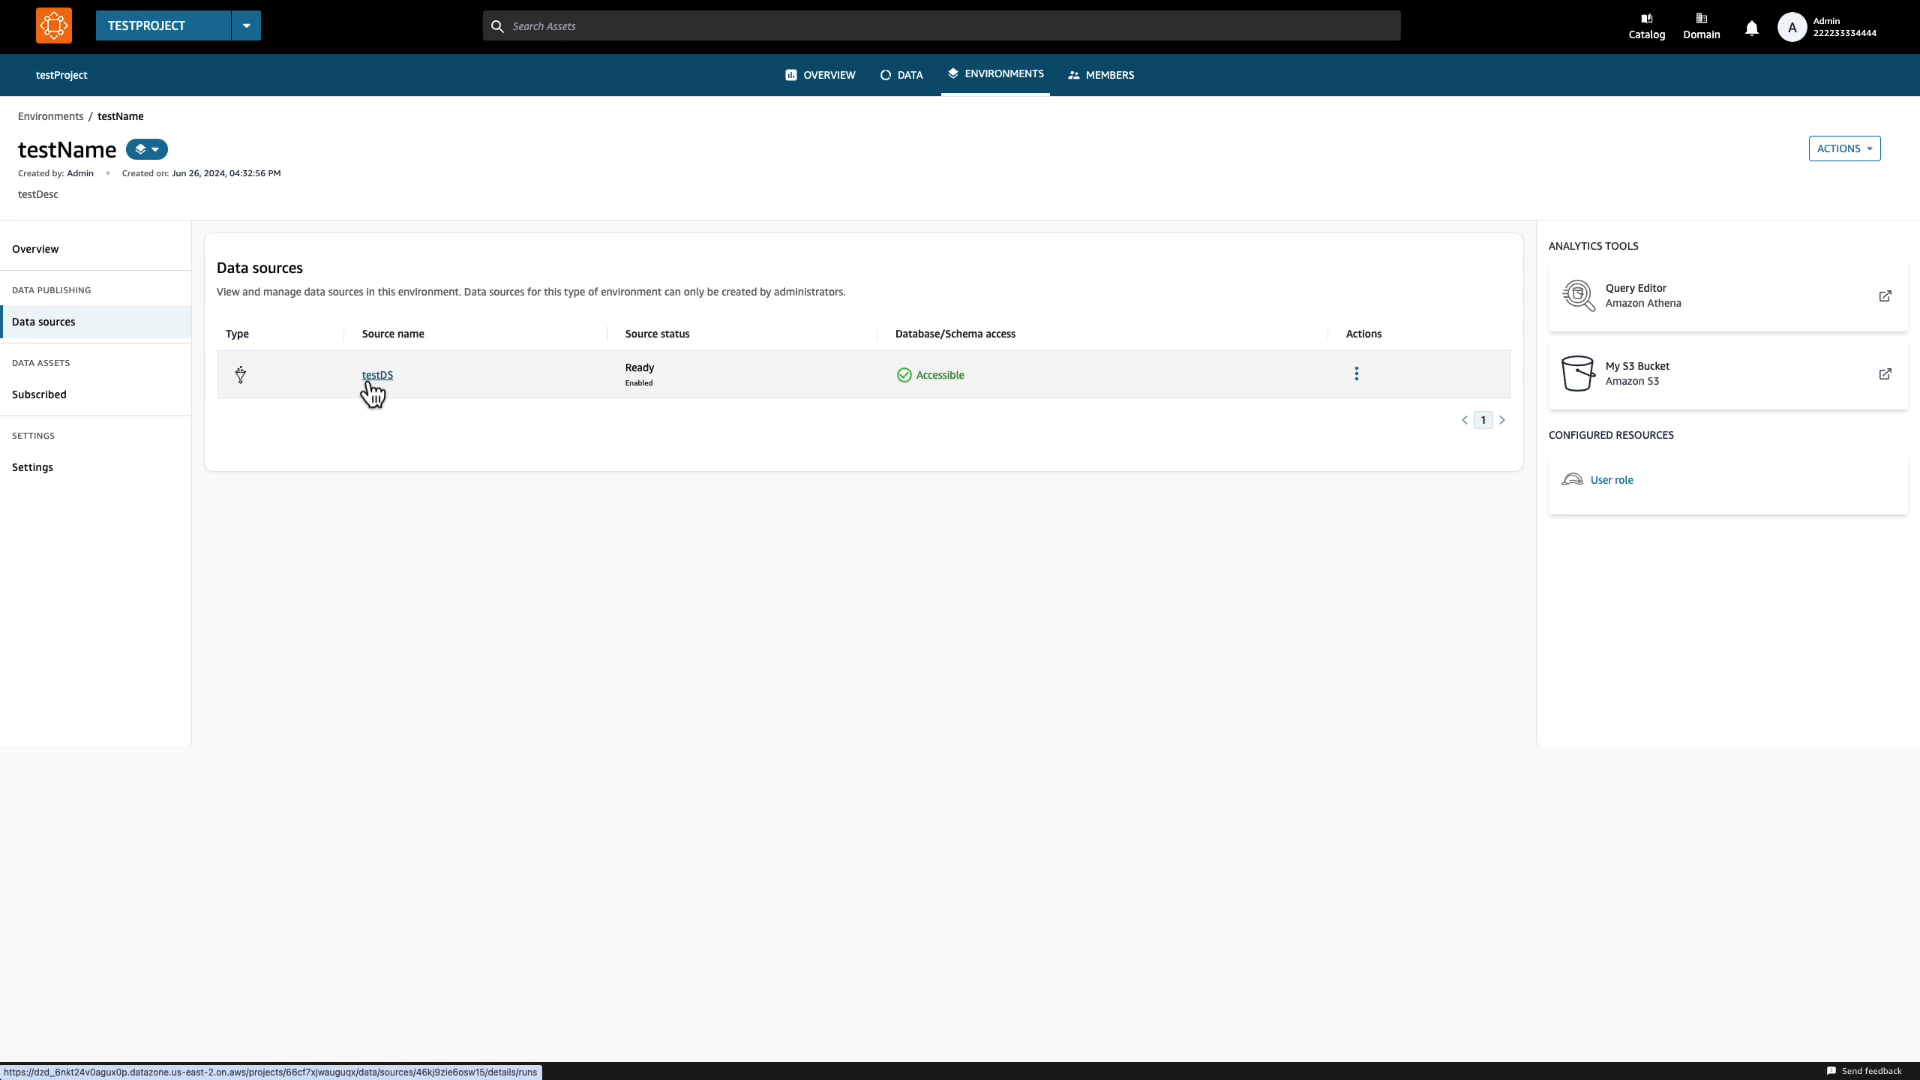 TESTPROJECT
Search Assets
Catalog
Domain
A
Admin
222233334444
testProject
OVERVIEW
DATA
ENVIRONMENTS
MEMBERS
Environments / testName
testName
ACTIONS
Created by: Admin • Created on: Jun 26, 2024, 04:32:56 PM
testDesc
Overview
DATA PUBLISHING
Data sources
DATA ASSETS
Subscribed
SETTINGS
Settings
Data sources
View and manage data sources in this environment. Data sources for this type of environment can only be created by administrators.
Type Source name Source status Database/Schema access Actions
testDS
Ready
Enabled
Accessible
1
ANALYTICS TOOLS
Query Editor
Amazon Athena
My S3 Bucket
Amazon S3
CONFIGURED RESOURCES
User role
https://dzd_6nkt24v0agux0p.datazone.us-east-2.on.aws/projects/66cf7xjwauguqx/data/sources/46kj9zie6osw15/details/runs
Send feedback